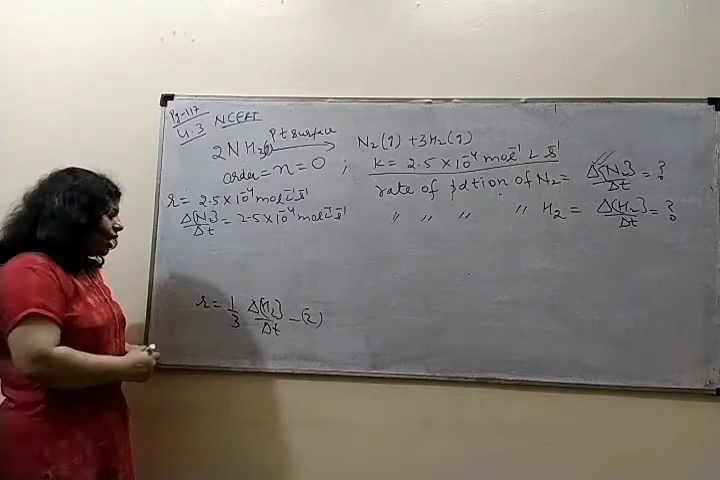 Pg-117
4.3 NCERT
2NH3(g) Pt surface → N2(g) + 3H2(g)
order = n = 0 ; K = 2.5 × 10⁻⁴ mol⁻¹ L s⁻¹
rate of pdtion of N2 = Δ[N2]/Δt = ?
" " " " H2 = Δ[H2]/Δt = ?
r = 2.5 × 10⁻⁴ mol L⁻¹ s⁻¹
Δ[N2]/Δt = 2.5 × 10⁻⁴ mol L⁻¹ s⁻¹
r = 1/3 Δ[H2]/Δt - (2)